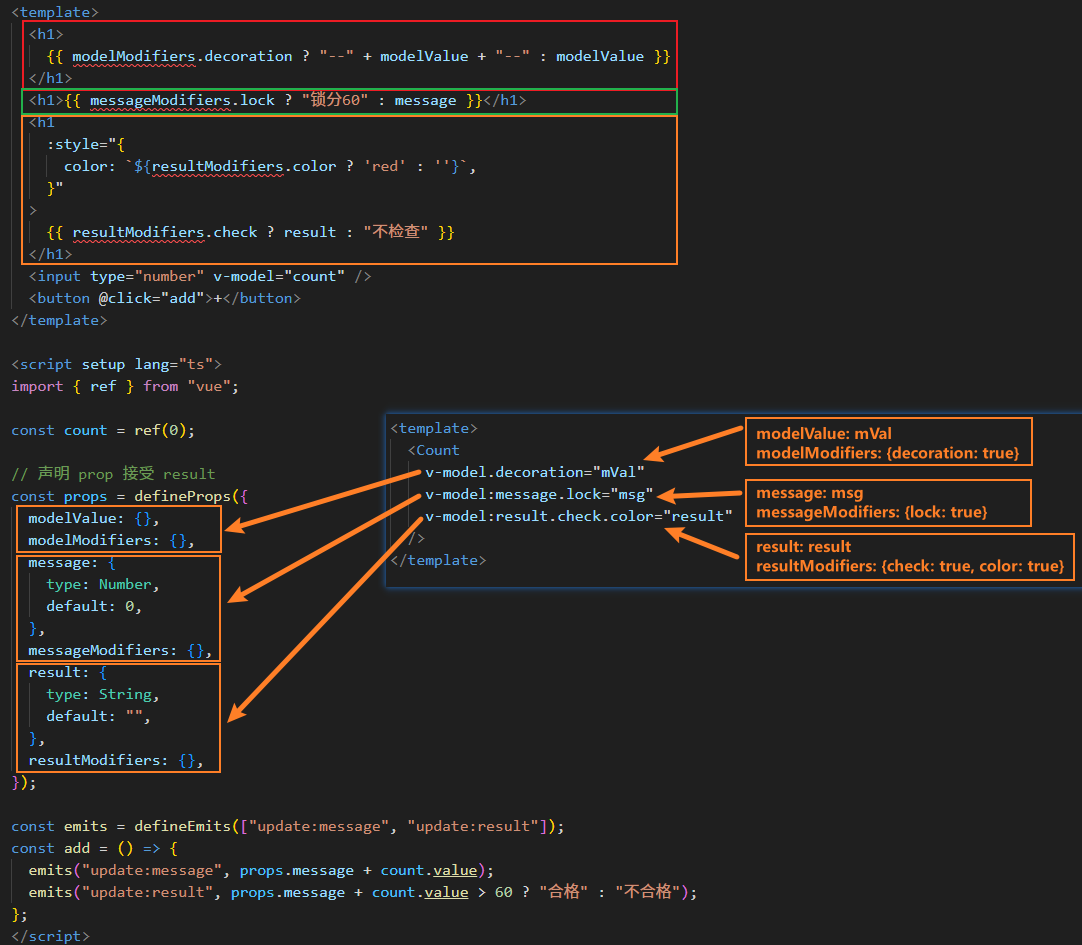 <template>
<h1>
{{ modelModifiers.decoration ? "--" + modelValue + "--" : modelValue }}
</h1>
<h1>{{ messageModifiers.lock ? "锁分60" : message }}</h1>
<h1
:style="{
color: `${resultModifiers.color ? 'red' : ''}`,
}"
>
{{ resultModifiers.check ? result : "不检查" }}
</h1>
<input type="number" v-model="count" />
<button @click="add">+</button>
</template>
<script setup lang="ts">
import { ref } from "vue";
const count = ref(0);
// 声明 prop 接受 result
const props = defineProps({
modelValue: {},
modelModifiers: {},
message: {
type: Number,
default: 0,
},
messageModifiers: {},
result: {
type: String,
default: "",
},
resultModifiers: {},
});
const emits = defineEmits(["update:message", "update:result"]);
const add = () => {
emits("update:message", props.message + count.value);
emits("update:result", props.message + count.value > 60 ? "合格" : "不合格");
};
</script>
<template>
<Count
v-model.decoration="mVal"
v-model:message.lock="msg"
v-model:result.check.color="result"
/>
</template>
modelValue: mVal
modelModifiers: {decoration: true}
message: msg
messageModifiers: {lock: true}
result: result
resultModifiers: {check: true, color: true}